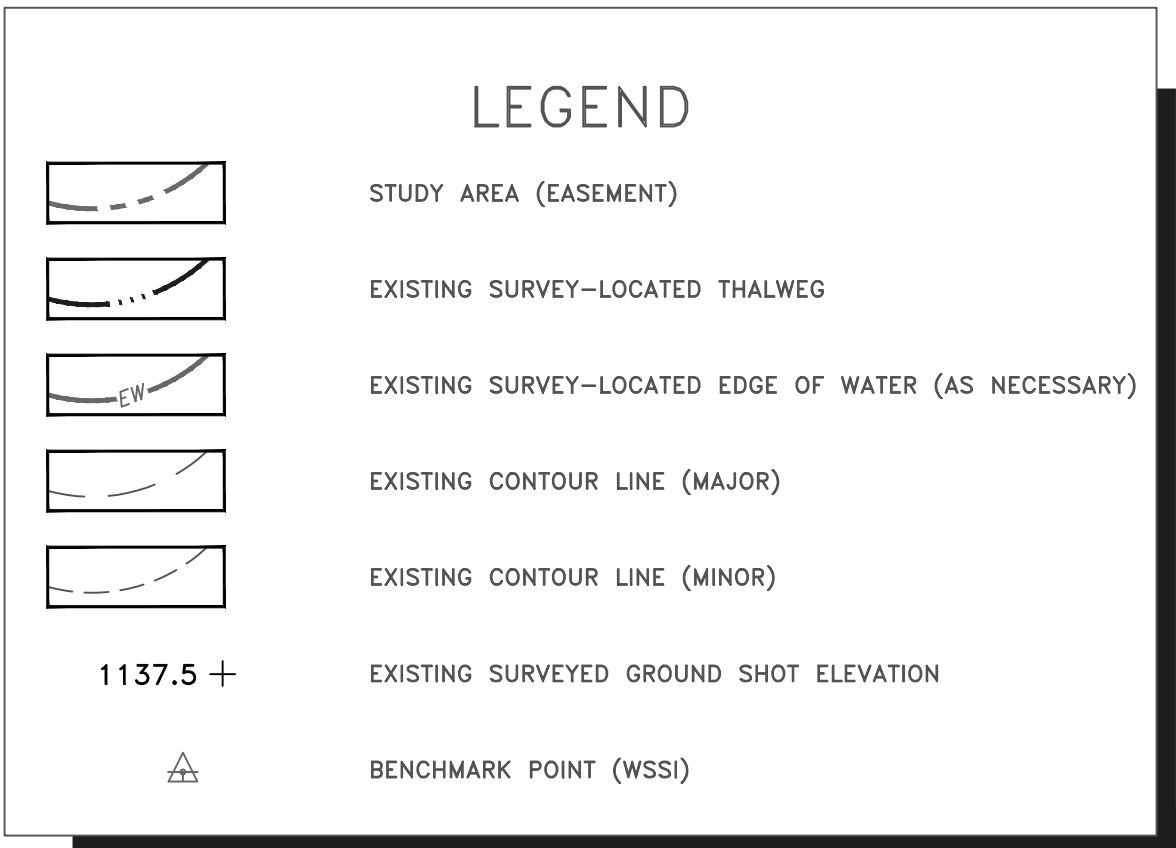 LEGEND
STUDY AREA (EASEMENT)
EXISTING SURVEY-LOCATED THALWEG
EW EXISTING SURVEY-LOCATED EDGE OF WATER (AS NECESSARY)
EXISTING CONTOUR LINE (MAJOR)
EXISTING CONTOUR LINE (MINOR)
1137.5 + EXISTING SURVEYED GROUND SHOT ELEVATION
BENCHMARK POINT (WSSI)